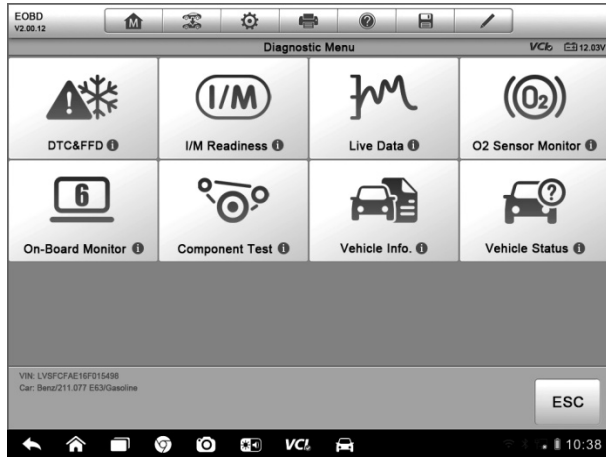 EOBD
V2.00.12
M
Diagnostic Menu
VCI
12.03V
DTC&FFD
I/M
I/M Readiness
Live Data
O2
O2 Sensor Monitor
6
On-Board Monitor
Component Test
Vehicle Info.
Vehicle Status
VIN: LVSFCFAE16F015498
Car: Benz/211.077 E63/Gasoline
ESC
VCI
10:38